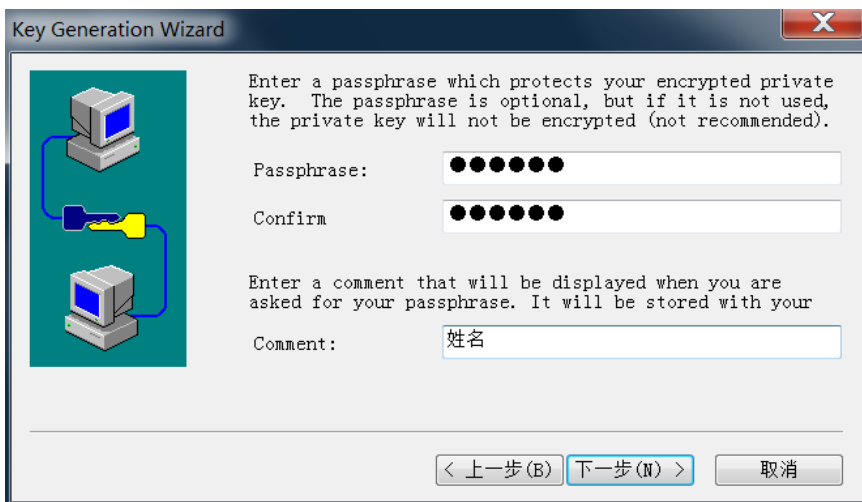 Key Generation Wizard
Enter a passphrase which protects your encrypted private
key. The passphrase is optional, but if it is not used,
the private key will not be encrypted (not recommended).
Passphrase: ●●●●●●
Confirm ●●●●●●
Enter a comment that will be displayed when you are
asked for your passphrase. It will be stored with your
Comment: 姓名
< 上一步(B) 下一步(N) > 取消